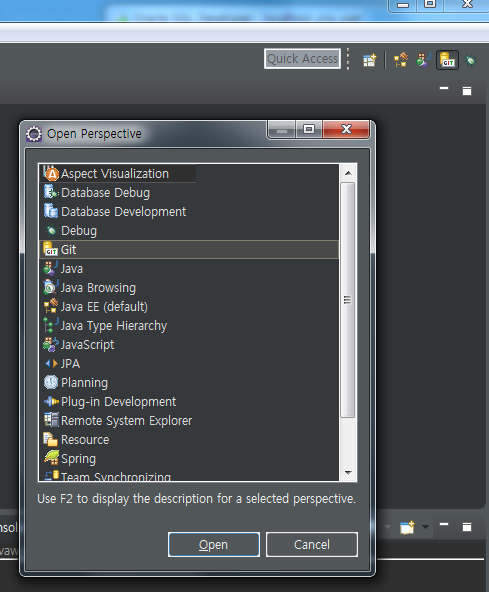 Quick Access
GIT
Open Perspective
Aspect Visualization
Database Debug
Database Development
Debug
Git
Java
Java Browsing
Java EE (default)
Java Type Hierarchy
JavaScript
JPA
Planning
Plug-in Development
Remote System Explorer
Resource
Spring
Team Synchronizing
Use F2 to display the description for a selected perspective.
nsol
Open
Cancel
vaw